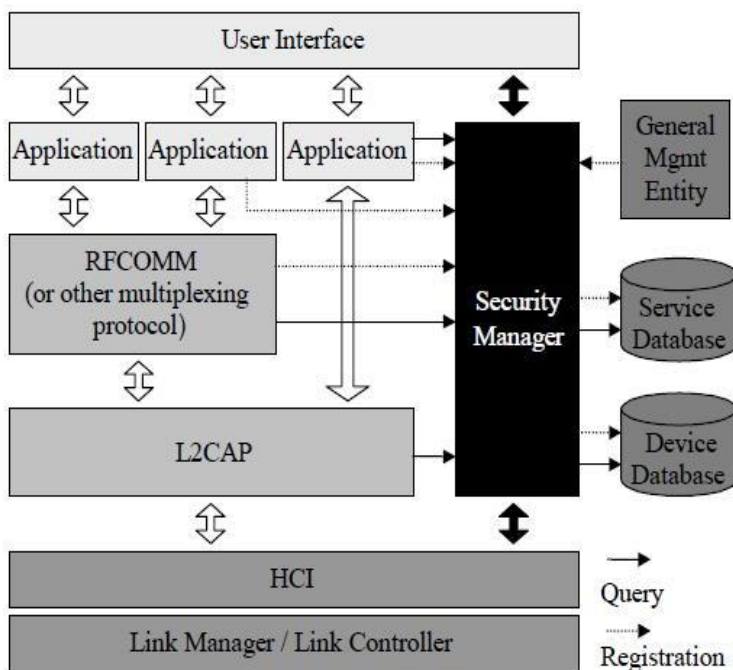 User Interface
Application
Application
Application
General
Mgmt
Entity
RFCOMM
(or other multiplexing
protocol)
Security
Manager
Service
Database
L2CAP
Device
Database
HCI
Query
Link Manager / Link Controller
Registration